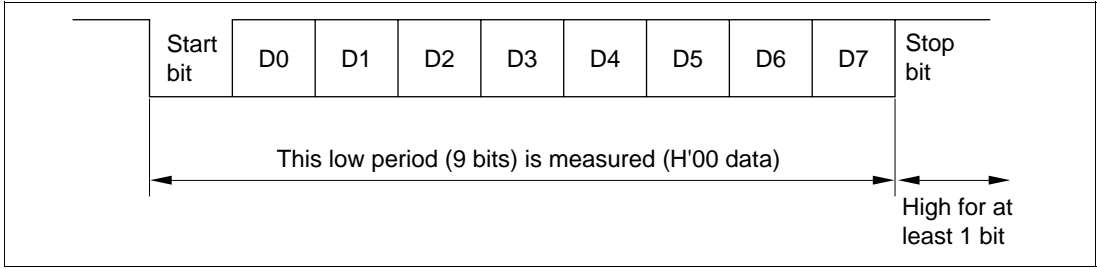 Start
bit
D0
D1
D2
D3
D4
D5
D6
D7
Stop
bit
This low period (9 bits) is measured (H'00 data)
High for at
least 1 bit